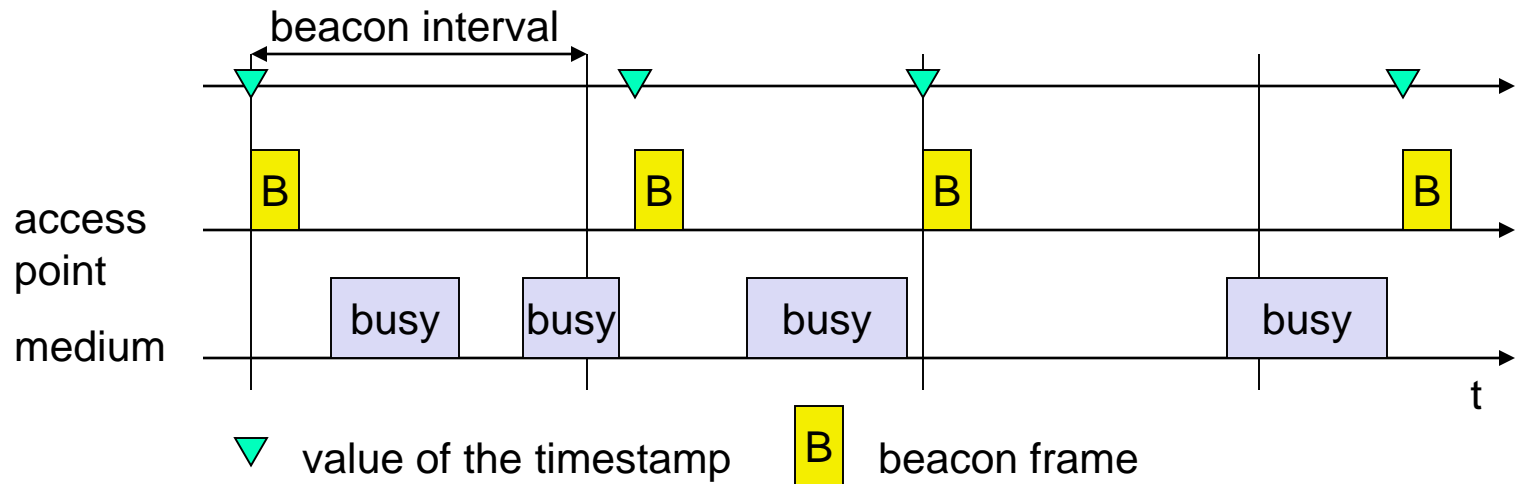 beacon interval
B B B B
access
point
busy busy busy busy
medium
t
value of the timestamp B beacon frame